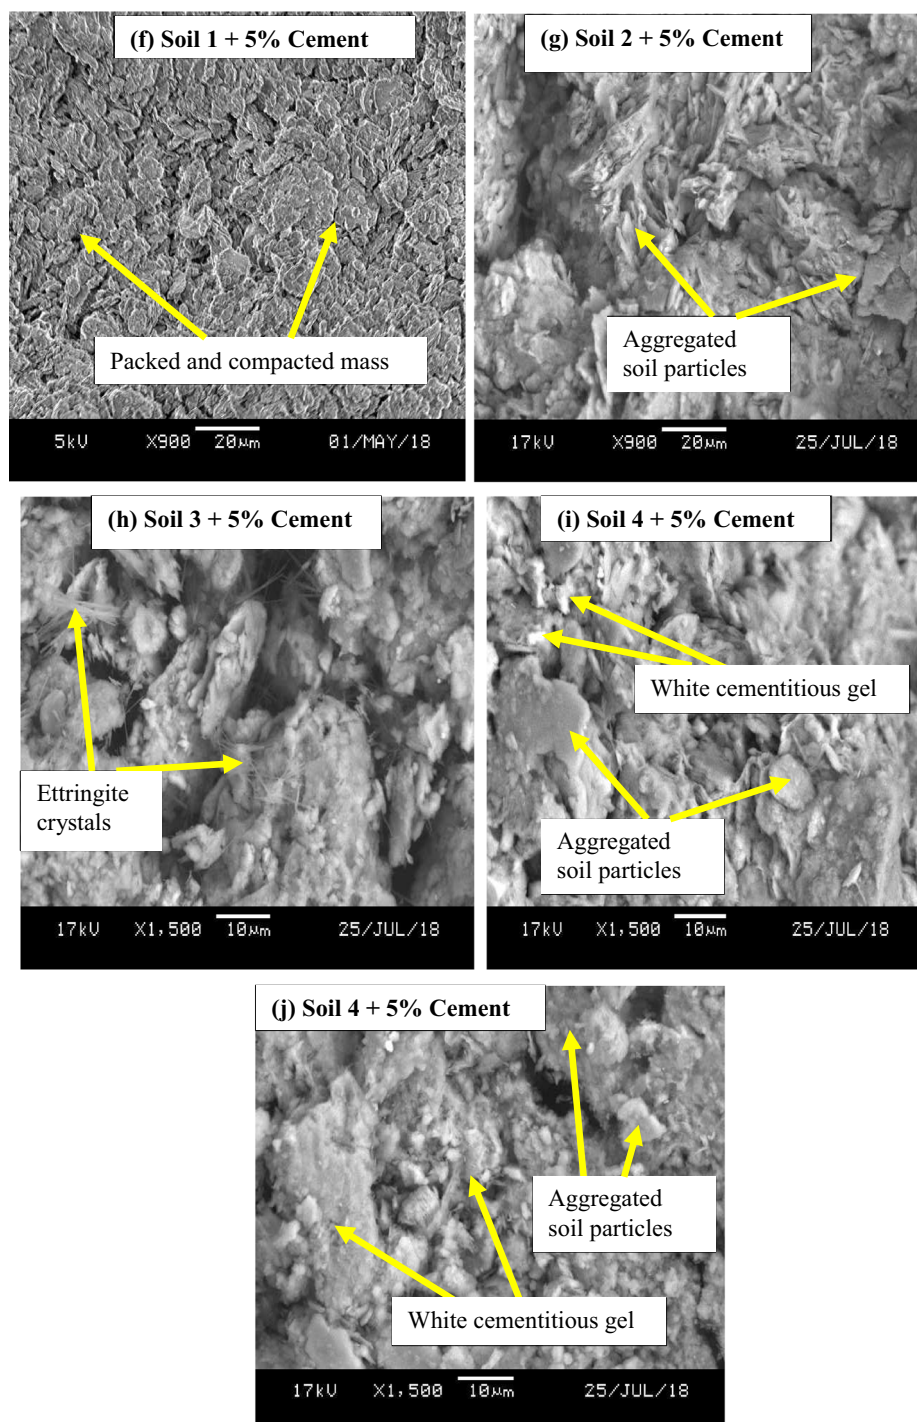 (f) Soil 1 + 5% Cement
Packed and compacted mass
5kV X900 20µm 01/MAY/18
(g) Soil 2 + 5% Cement
Aggregated
soil particles
17kV X900 20µm 25/JUL/18
(h) Soil 3 + 5% Cement
Ettringite
crystals
17kV X1,500 10µm 25/JUL/18
(i) Soil 4 + 5% Cement
White cementitious gel
Aggregated
soil particles
17kV X1,500 10µm 25/JUL/18
(j) Soil 4 + 5% Cement
Aggregated
soil particles
White cementitious gel
17kV X1,500 10µm 25/JUL/18